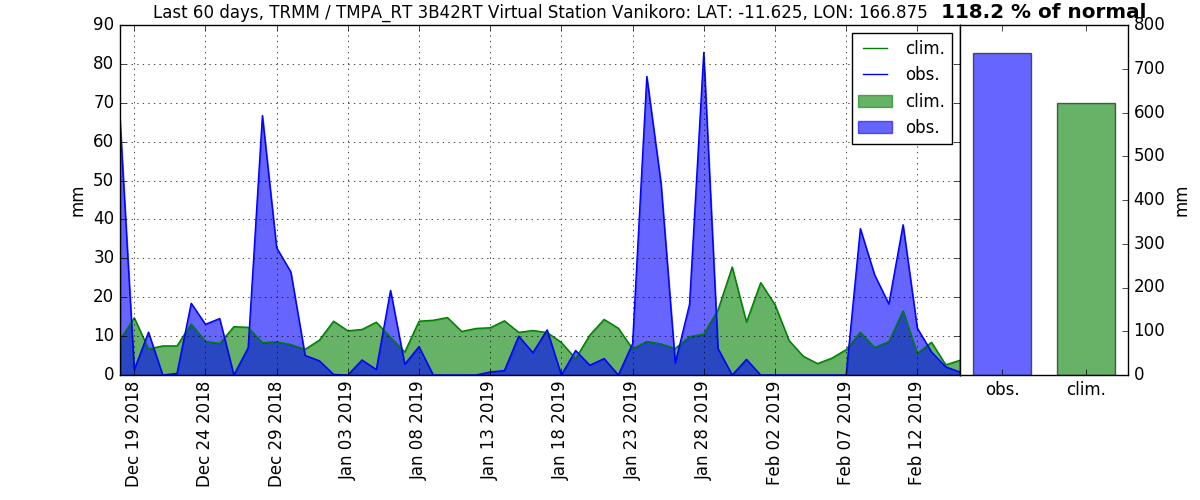 Last 60 days, TRMM / TMPA_RT 3B42RT Virtual Station Vanikoro: LAT: -11.625, LON: 166.875
118.2 % of normal
90
80
70
60
50
40
30
20
10
0
mm
clim.
obs.
clim.
obs.
Dec 19 2018
Dec 24 2018
Dec 29 2018
Jan 03 2019
Jan 08 2019
Jan 13 2019
Jan 18 2019
Jan 23 2019
Jan 28 2019
Feb 02 2019
Feb 07 2019
Feb 12 2019
800
700
600
500
400
300
200
100
0
mm
obs.
clim.